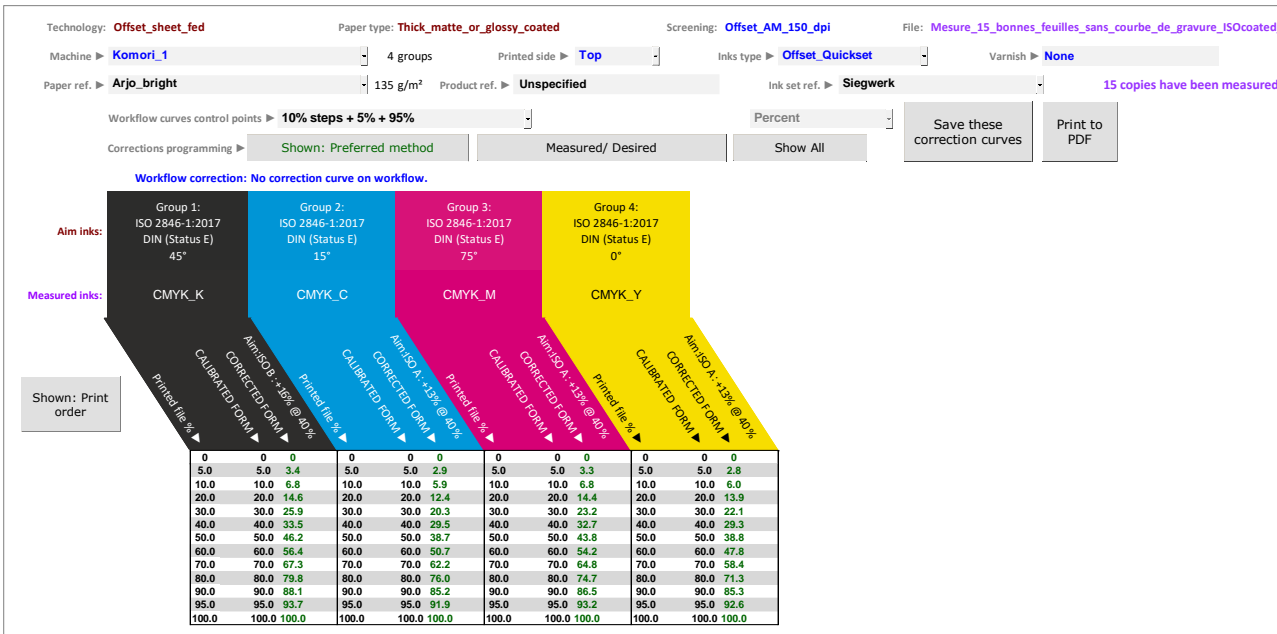 Technology: Offset_sheet_fed Paper type: Thick_matte_or_glossy_coated Screening: Offset_AM_150_dpi File: Mesure_15_bonnes_feuilles_sans_courbe_de_gravure_ISOcoated
Machine ▶ Komori_1 4 groups Printed side ▶ Top Inks type ▶ Offset_Quickset Varnish ▶ None
Paper ref. ▶ Arjo_bright 135 g/m² Product ref. ▶ Unspecified Ink set ref. ▶ Siegwerk 15 copies have been measured
Workflow curves control points ▶ 10% steps + 5% + 95% Percent
Save these correction curves
Print to PDF
Corrections programming ▶ Shown: Preferred method Measured/ Desired Show All
Workflow correction: No correction curve on workflow.
Aim inks:
Group 1: Group 2: Group 3: Group 4:
ISO 2846-1:2017 ISO 2846-1:2017 ISO 2846-1:2017 ISO 2846-1:2017
DIN (Status E) DIN (Status E) DIN (Status E) DIN (Status E)
45° 15° 75° 0°
Measured inks: CMYK_K CMYK_C CMYK_M CMYK_Y
Printed file % ▶ CALIBRATED FORM ▶ CORRECTED FORM ▶ Aim:ISO B : +16% @ 40 %
Printed file % ▶ CALIBRATED FORM ▶ CORRECTED FORM ▶ Aim:ISO A : +13% @ 40 %
Printed file % ▶ CALIBRATED FORM ▶ CORRECTED FORM ▶ Aim:ISO A : +13% @ 40 %
Printed file % ▶ CALIBRATED FORM ▶ CORRECTED FORM ▶ Aim:ISO A : +13% @ 40 %
Shown: Print order
0 0 0 0 0 0 0 0 0 0 0 0
5.0 5.0 3.4 5.0 5.0 2.9 5.0 5.0 3.3 5.0 5.0 2.8
10.0 10.0 6.8 10.0 10.0 5.9 10.0 10.0 6.8 10.0 10.0 6.0
20.0 20.0 14.6 20.0 20.0 12.4 20.0 20.0 14.4 20.0 20.0 13.9
30.0 30.0 25.9 30.0 30.0 20.3 30.0 30.0 23.2 30.0 30.0 22.1
40.0 40.0 33.5 40.0 40.0 29.5 40.0 40.0 32.7 40.0 40.0 29.3
50.0 50.0 46.2 50.0 50.0 38.7 50.0 50.0 43.8 50.0 50.0 38.8
60.0 60.0 56.4 60.0 60.0 50.7 60.0 60.0 54.2 60.0 60.0 47.8
70.0 70.0 67.3 70.0 70.0 62.2 70.0 70.0 64.8 70.0 70.0 58.4
80.0 80.0 79.8 80.0 80.0 76.0 80.0 80.0 74.7 80.0 80.0 71.3
90.0 90.0 88.1 90.0 90.0 85.2 90.0 90.0 86.5 90.0 90.0 85.3
95.0 95.0 93.7 95.0 95.0 91.9 95.0 95.0 93.2 95.0 95.0 92.6
100.0 100.0 100.0 100.0 100.0 100.0 100.0 100.0 100.0 100.0 100.0 100.0